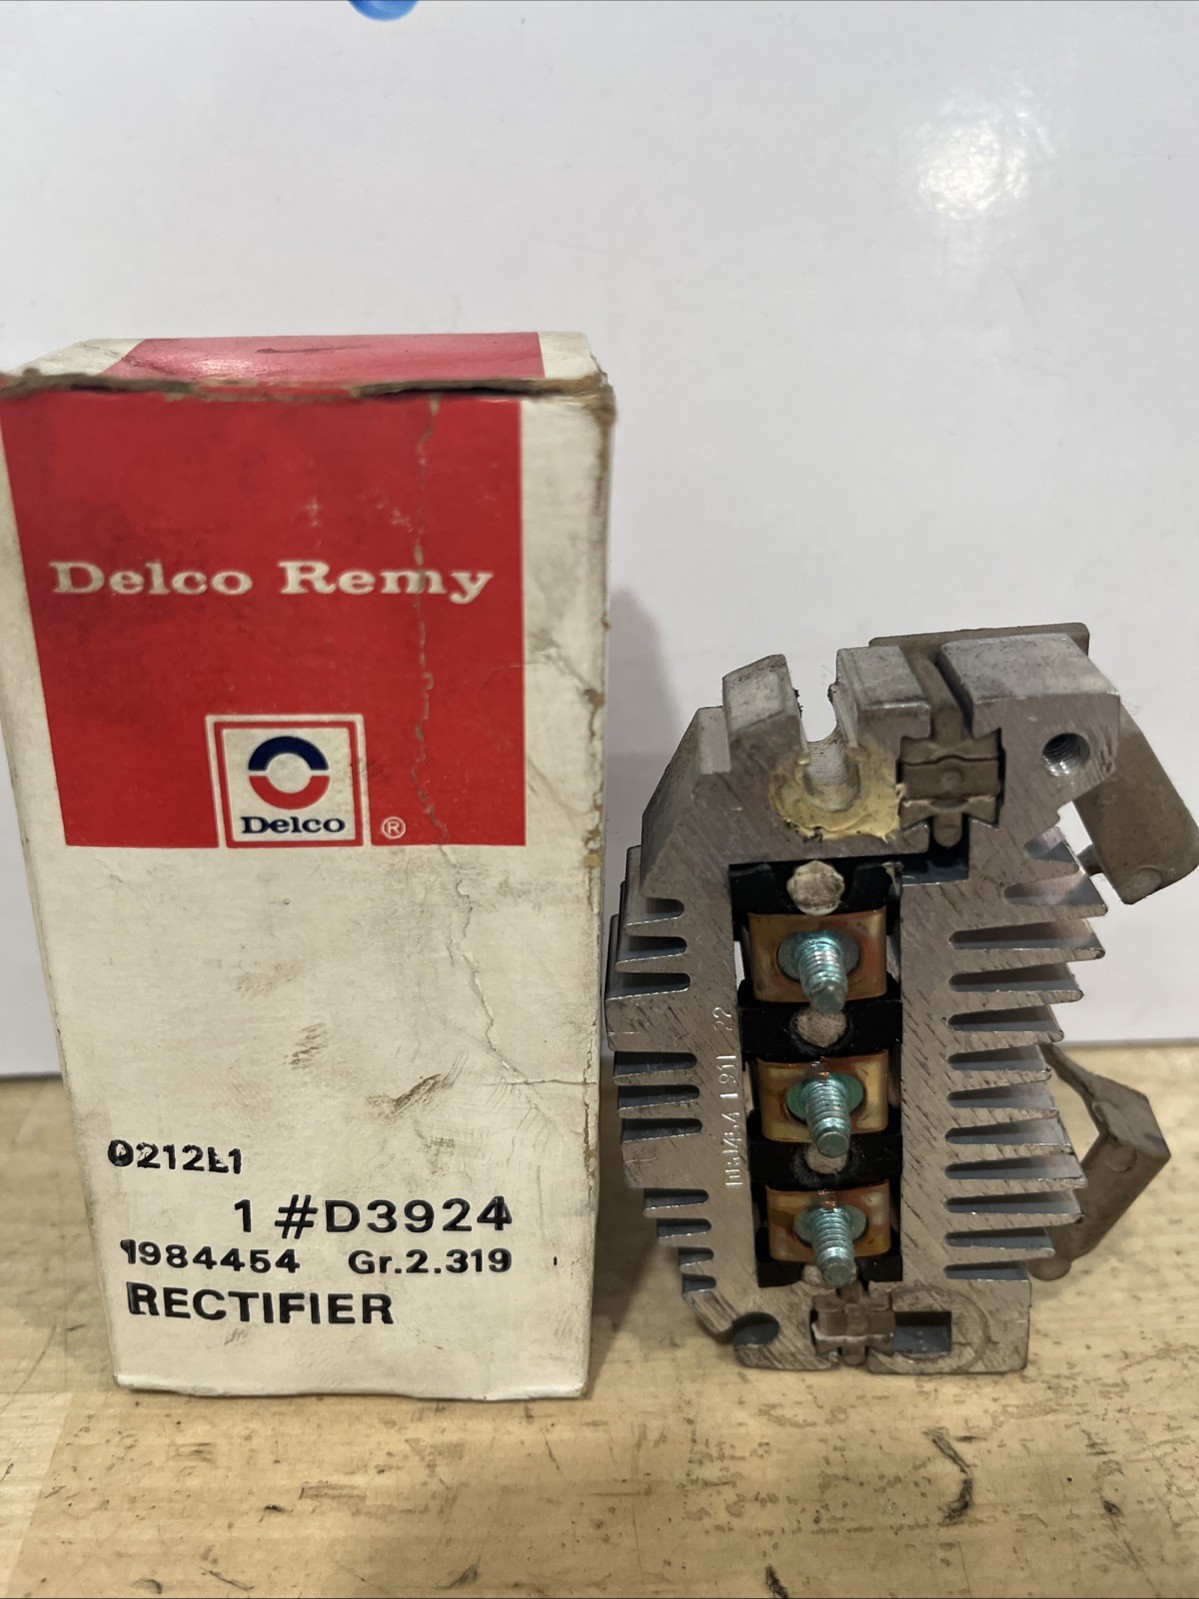 Delco Remy
Delco ®
0212L1
1 #D3924
1984454 Gr.2.319
RECTIFIER